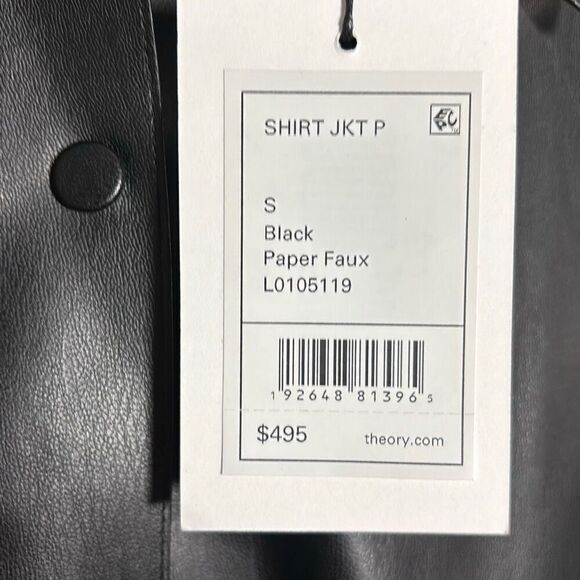 SHIRT JKT P
S
Black
Paper Faux
L0105119
1 92648 81396 5
$495
theory.com